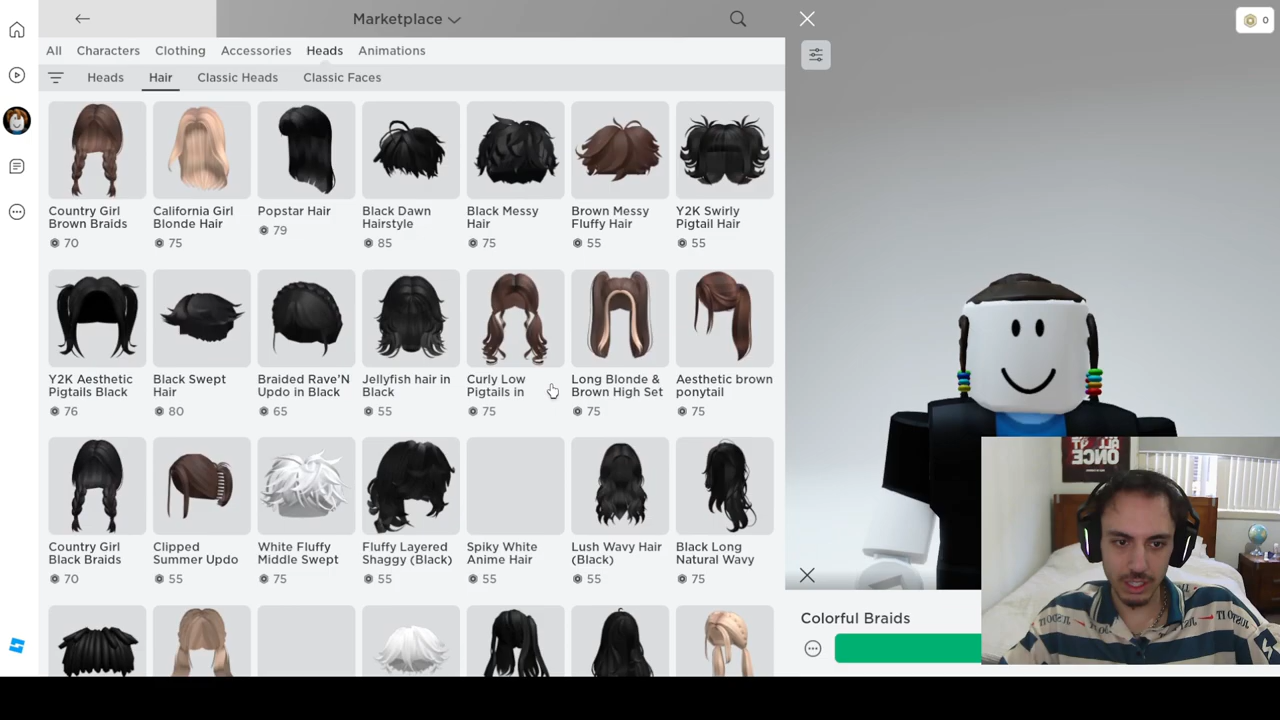 Marketplace
0
All Characters Clothing Accessories Heads Animations
Heads Hair Classic Heads Classic Faces
Country Girl
Brown Braids
70
California Girl
Blonde Hair
75
Popstar Hair
79
Black Dawn
Hairstyle
85
Black Messy
Hair
75
Brown Messy
Fluffy Hair
55
Y2K Swirly
Pigtail Hair
55
Y2K Aesthetic
Pigtails Black
76
Black Swept
Hair
80
Braided Rave'N
Updo in Black
65
Jellyfish hair in
Black
55
Curly Low
Pigtails in
75
Long Blonde &
Brown High Set
75
Aesthetic brown
ponytail
75
Country Girl
Black Braids
70
Clipped
Summer Updo
55
White Fluffy
Middle Swept
75
Fluffy Layered
Shaggy (Black)
55
Spiky White
Anime Hair
55
Lush Wavy Hair
(Black)
55
Black Long
Natural Wavy
75
Colorful Braids